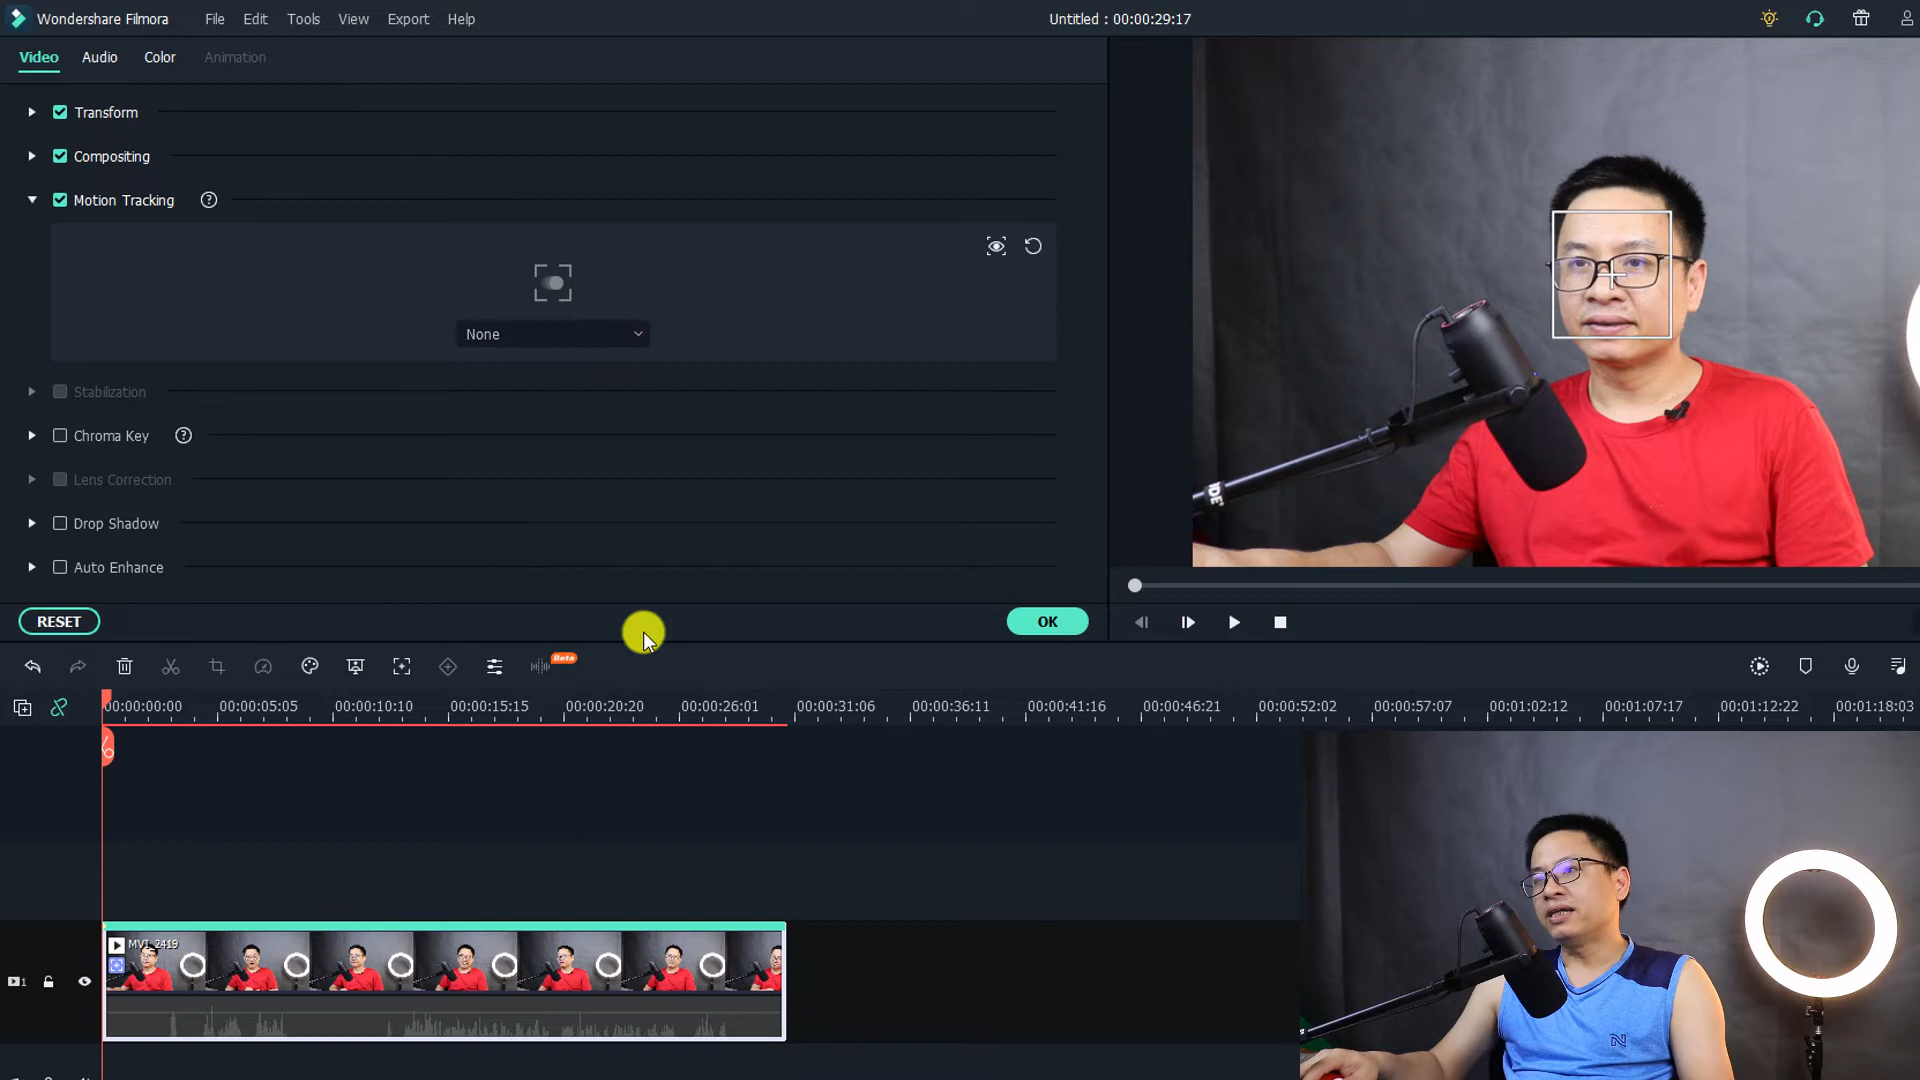 Wondershare Filmora File Edit Tools View Export Help Untitled : 00:00:29:17
Video Audio Color Animation
Transform
Compositing
Motion Tracking ?
None
Stabilization
Chroma Key ?
Lens Correction
Drop Shadow
Auto Enhance
RESET OK
Beta
00:00:00:00 00:00:05:05 00:00:10:10 00:00:15:15 00:00:20:20 00:00:26:01 00:00:31:06 00:00:36:11 00:00:41:16 00:00:46:21 00:00:52:02 00:00:57:07 00:01:02:12 00:01:07:17 00:01:12:22 00:01:18:03
MVI_2419
1